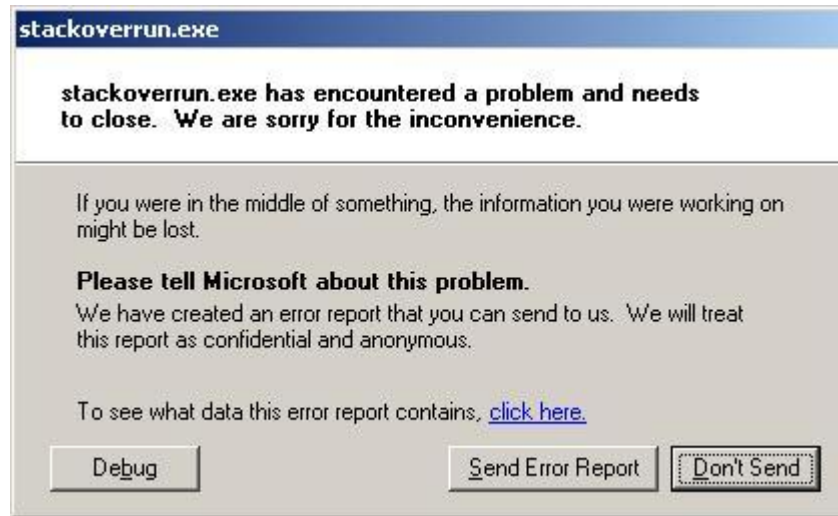 stackoverrun.exe
stackoverrun.exe has encountered a problem and needs
to close.  We are sorry for the inconvenience.
If you were in the middle of something, the information you were working on
might be lost.
Please tell Microsoft about this problem.
We have created an error report that you can send to us.  We will treat
this report as confidential and anonymous.
To see what data this error report contains, click here.
Debug
Send Error Report
Don't Send